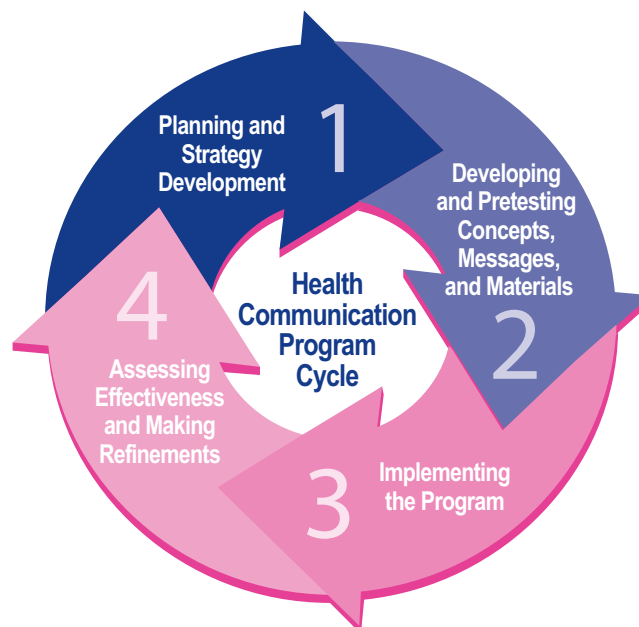 1
Planning and
Strategy
Development
2
Developing
and Pretesting
Concepts,
Messages,
and Materials
3
Implementing
the Program
4
Assessing
Effectiveness
and Making
Refinements
Health
Communication
Program
Cycle